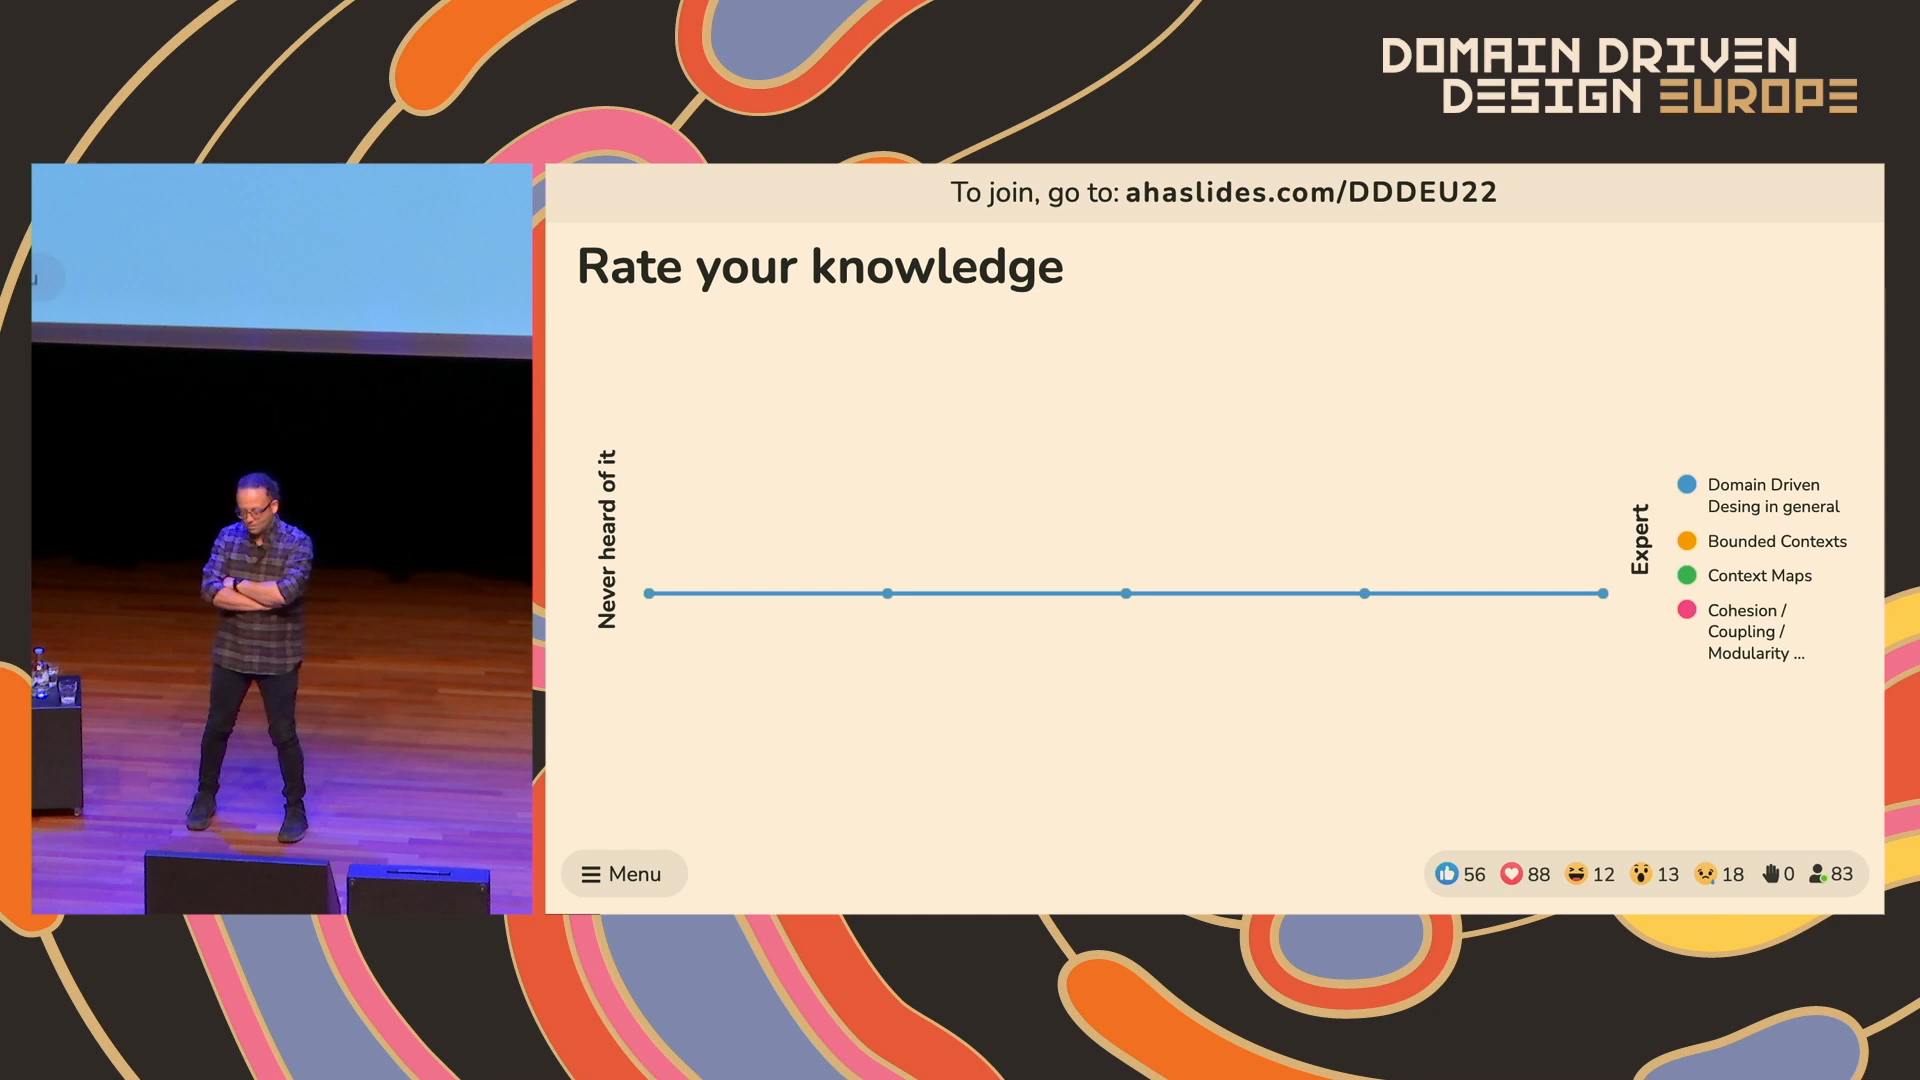 DOMAIN DRIVEN
DESIGN EUROPE
To join, go to: ahaslides.com/DDDEU22
Rate your knowledge
Never heard of it
Expert
Domain Driven
Desing in general
Bounded Contexts
Context Maps
Cohesion /
Coupling /
Modularity ...
Menu
56 88 12 13 18 0 83